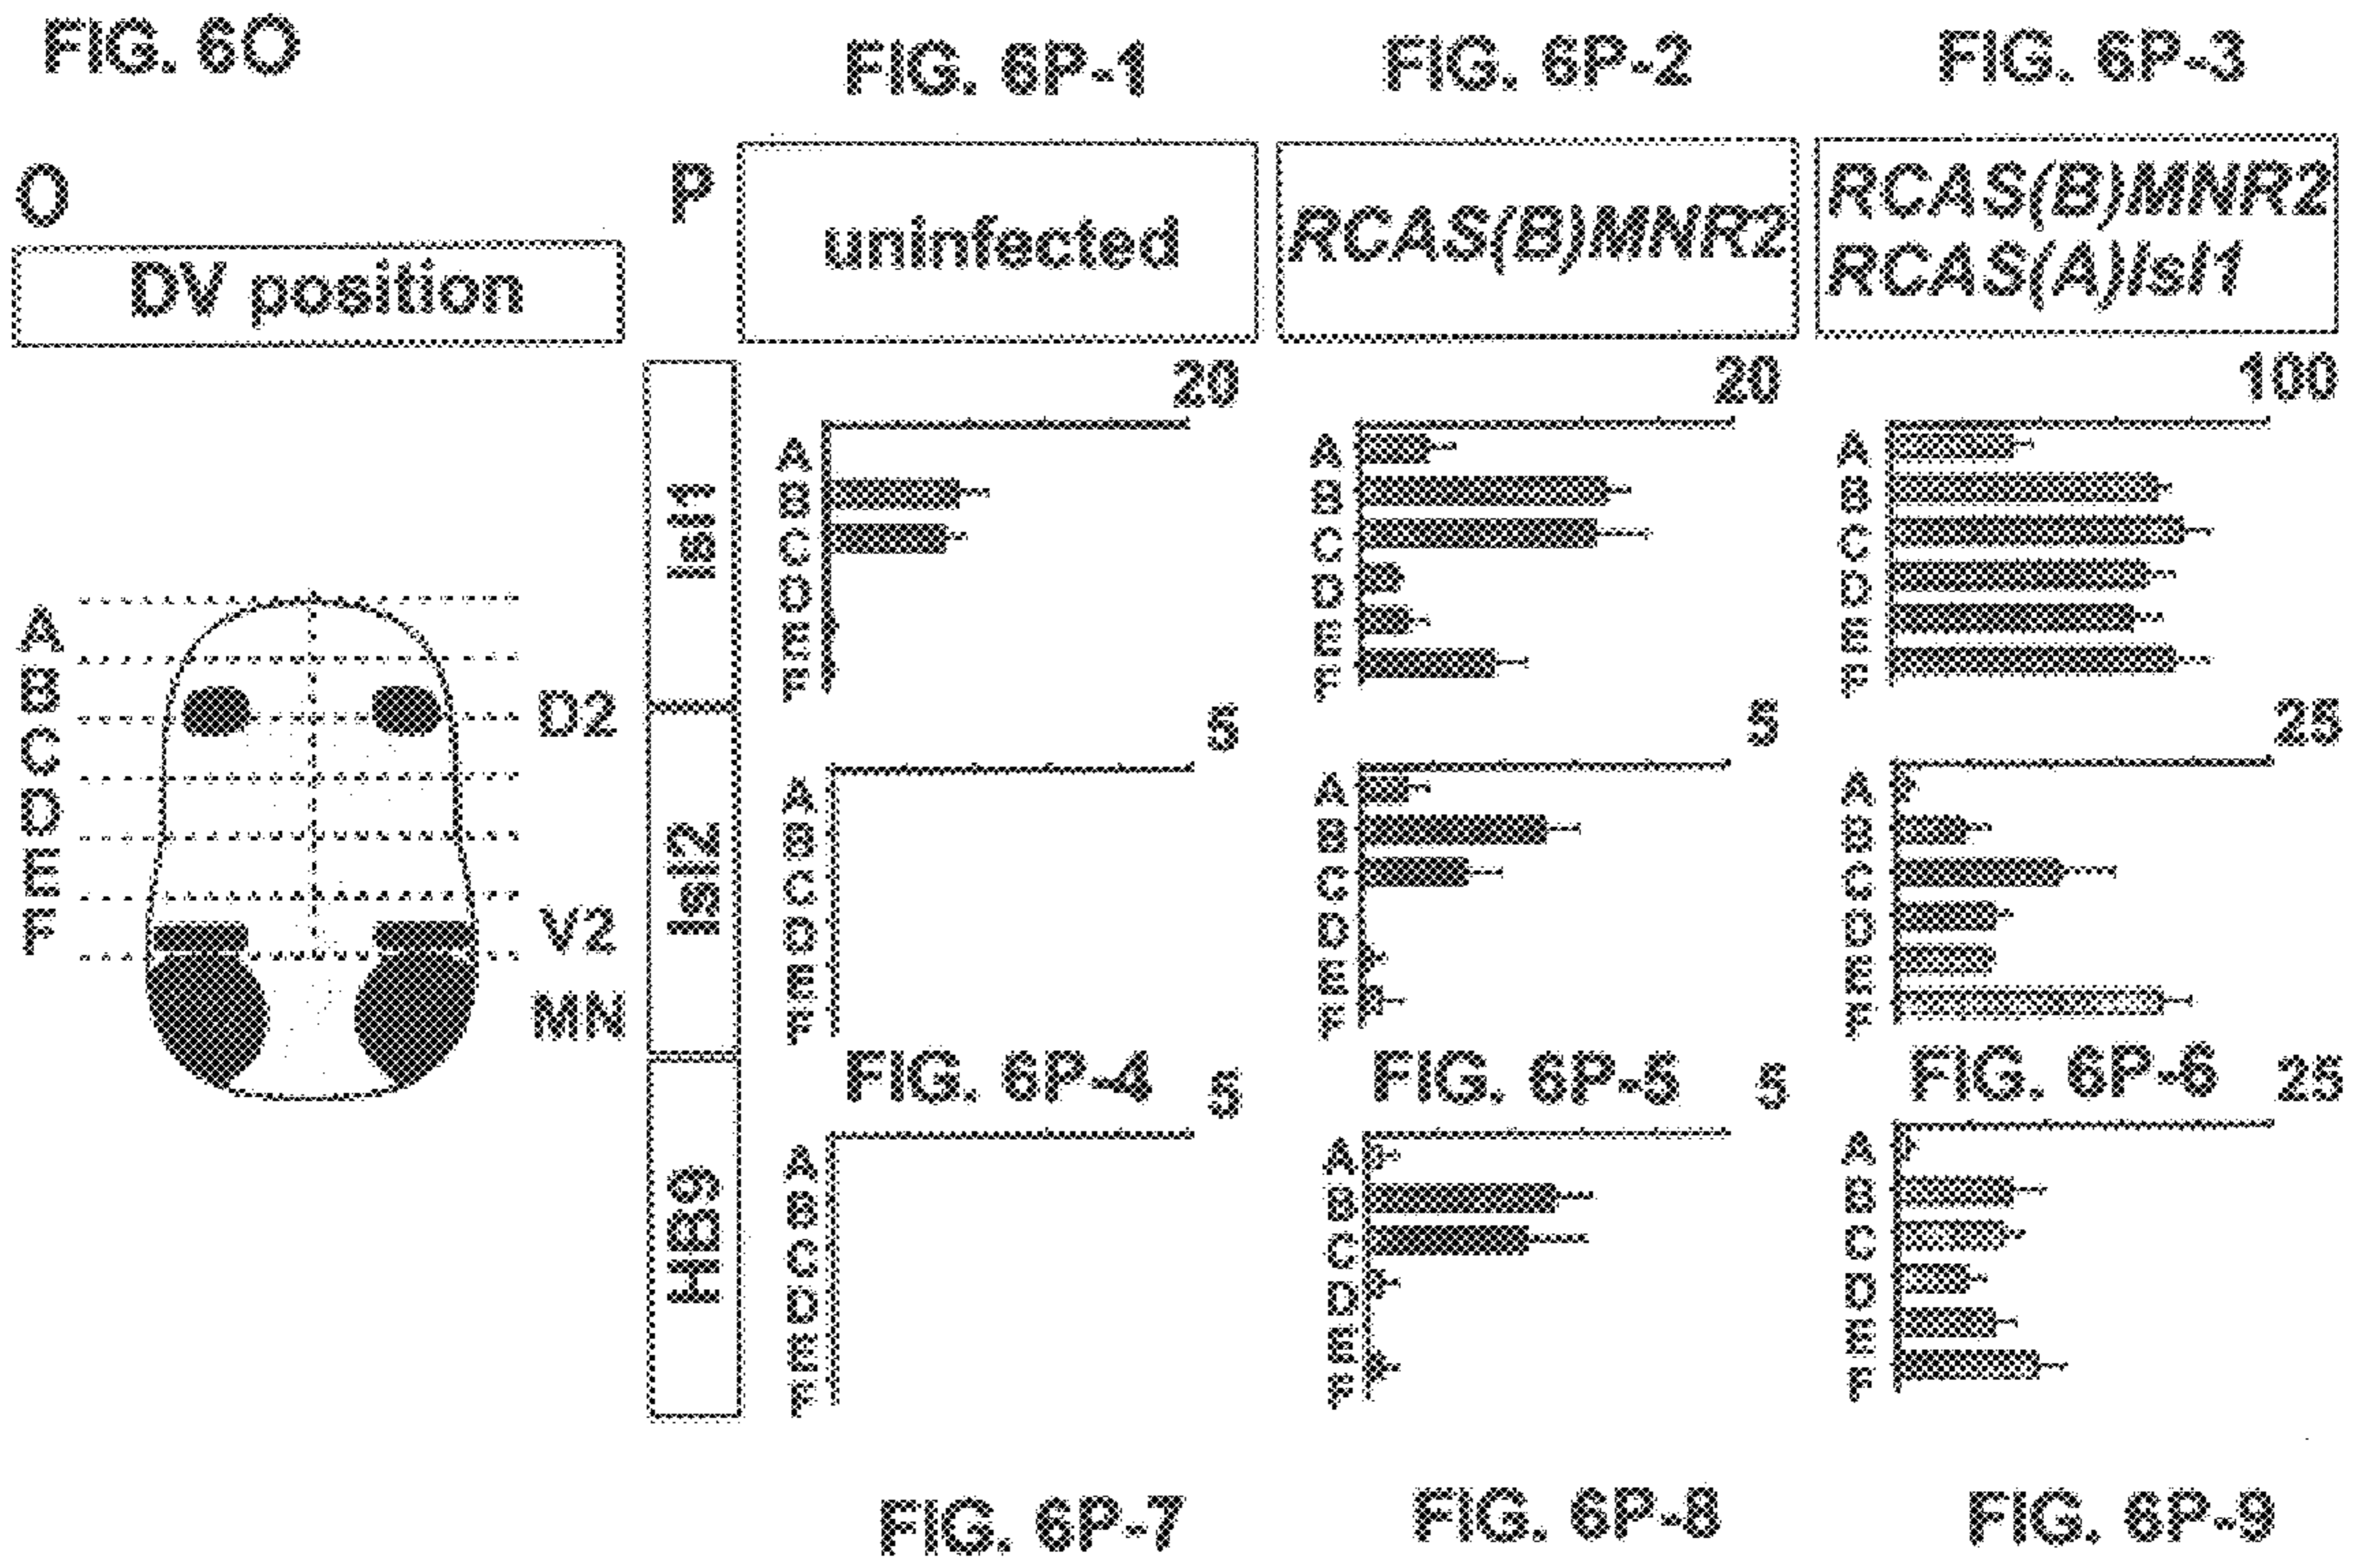 FIG. 6O
FIG. 6P-1
FIG. 6P-2
FIG. 6P-3
O
DV position
P
uninfected
RCAS(B)MNR2
RCAS(B)MNR2
RCAS(A)Isl1
A
B
C
D
E
F
D2
V2
MN
Isl1
20
A
B
C
D
E
F
20
A
B
C
D
E
F
100
A
B
C
D
E
F
Isl2
5
A
B
C
D
E
F
5
A
B
C
D
E
F
25
A
B
C
D
E
F
FIG. 6P-4
FIG. 6P-5
FIG. 6P-6
HB9
5
A
B
C
D
E
F
5
A
B
C
D
E
F
25
A
B
C
D
E
F
FIG. 6P-7
FIG. 6P-8
FIG. 6P-9